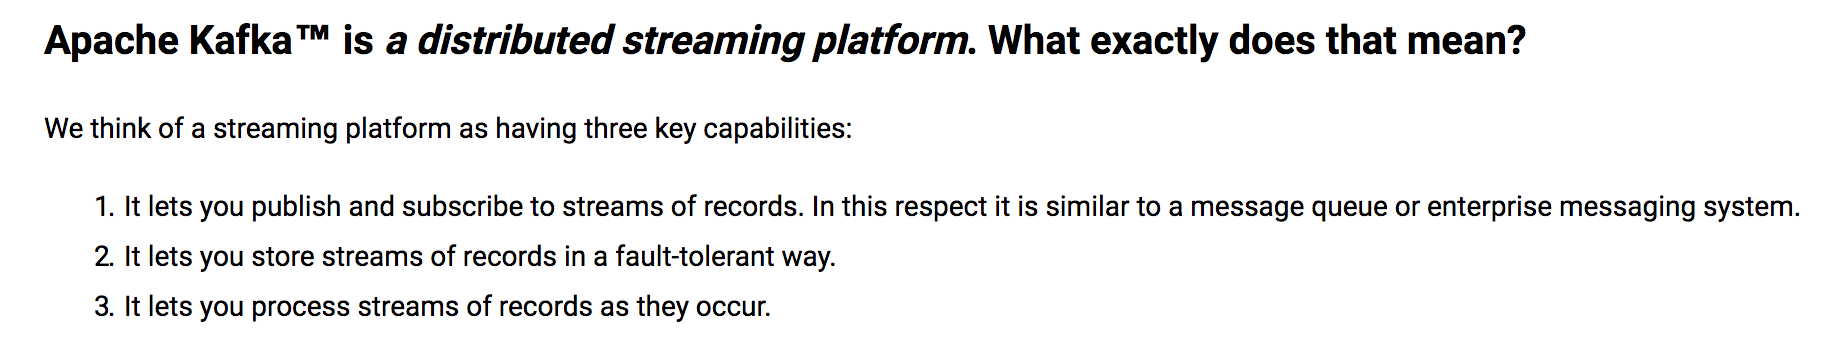 Apache Kafka™ is a distributed streaming platform. What exactly does that mean?
We think of a streaming platform as having three key capabilities:
1. It lets you publish and subscribe to streams of records. In this respect it is similar to a message queue or enterprise messaging system.
2. It lets you store streams of records in a fault-tolerant way.
3. It lets you process streams of records as they occur.